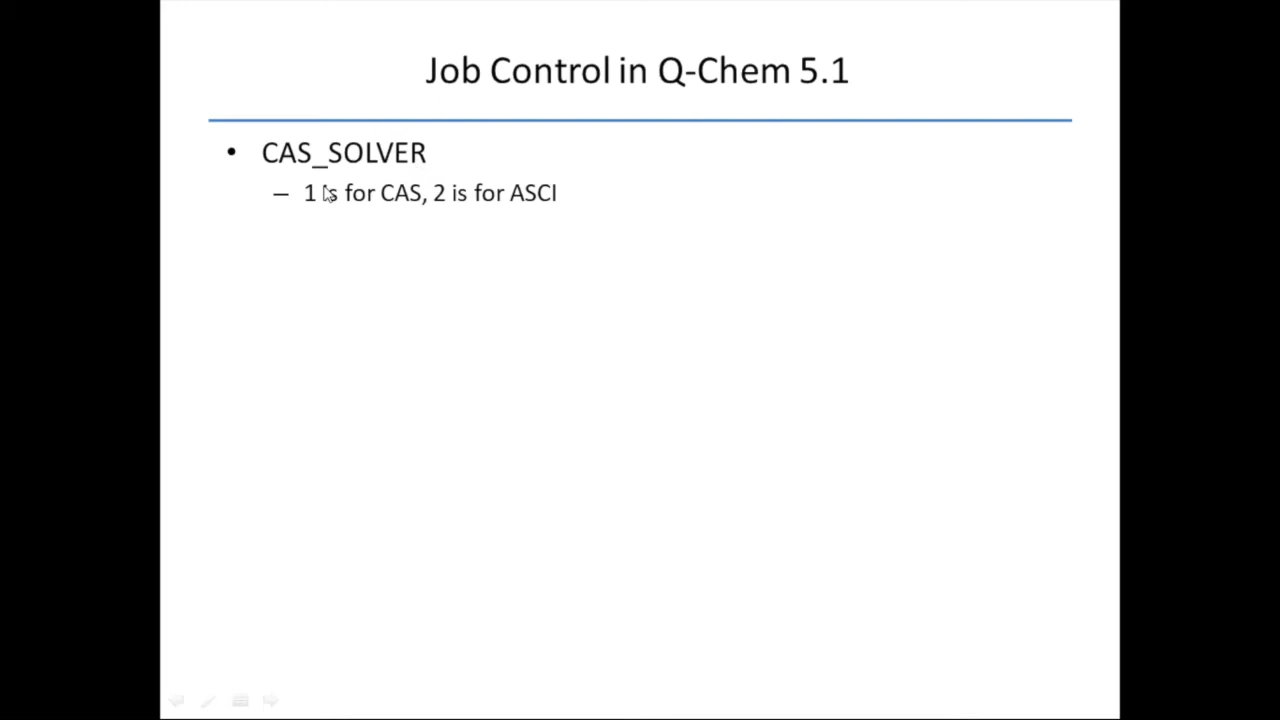 Job Control in Q-Chem 5.1
• CAS_SOLVER
– 1 is for CAS, 2 is for ASCI